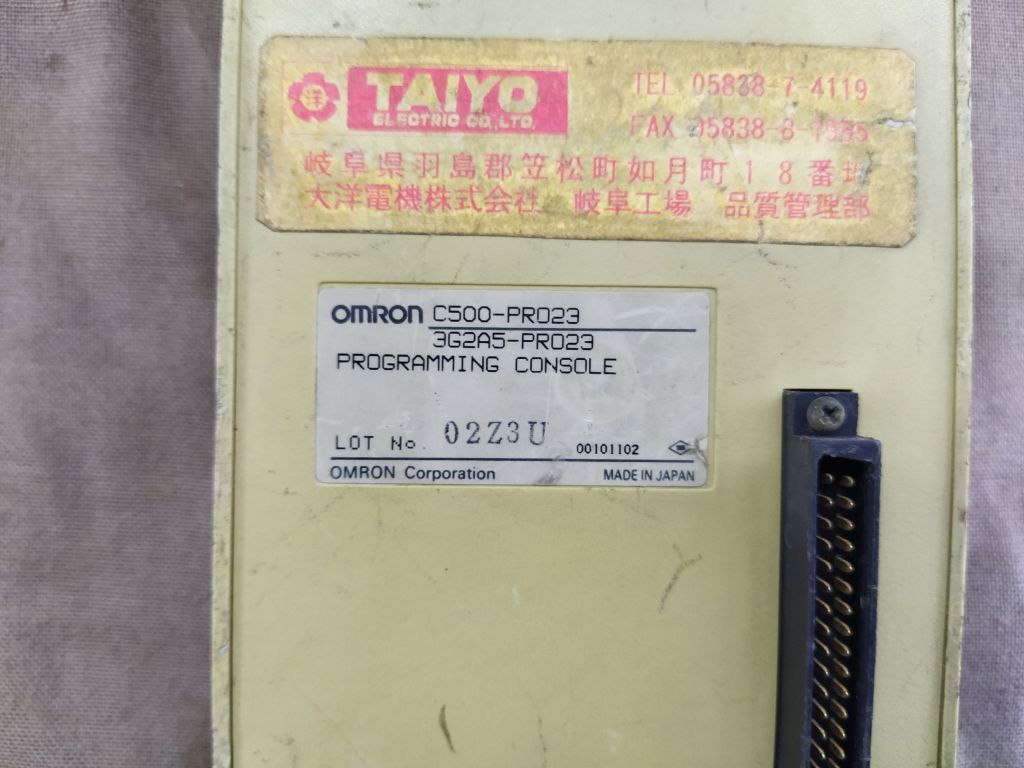 洋 TAIYO
ELECTRIC CO., LTD.
TEL 05838-7-4119
FAX 05838-8-
岐阜県羽島郡笠松町如月町18番地
大洋電機株式会社 岐阜工場 品質管理部
OMRON C500-PRO23
3G2A5-PRO23
PROGRAMMING CONSOLE
LOT No. 02Z3U 00101102
OMRON Corporation MADE IN JAPAN